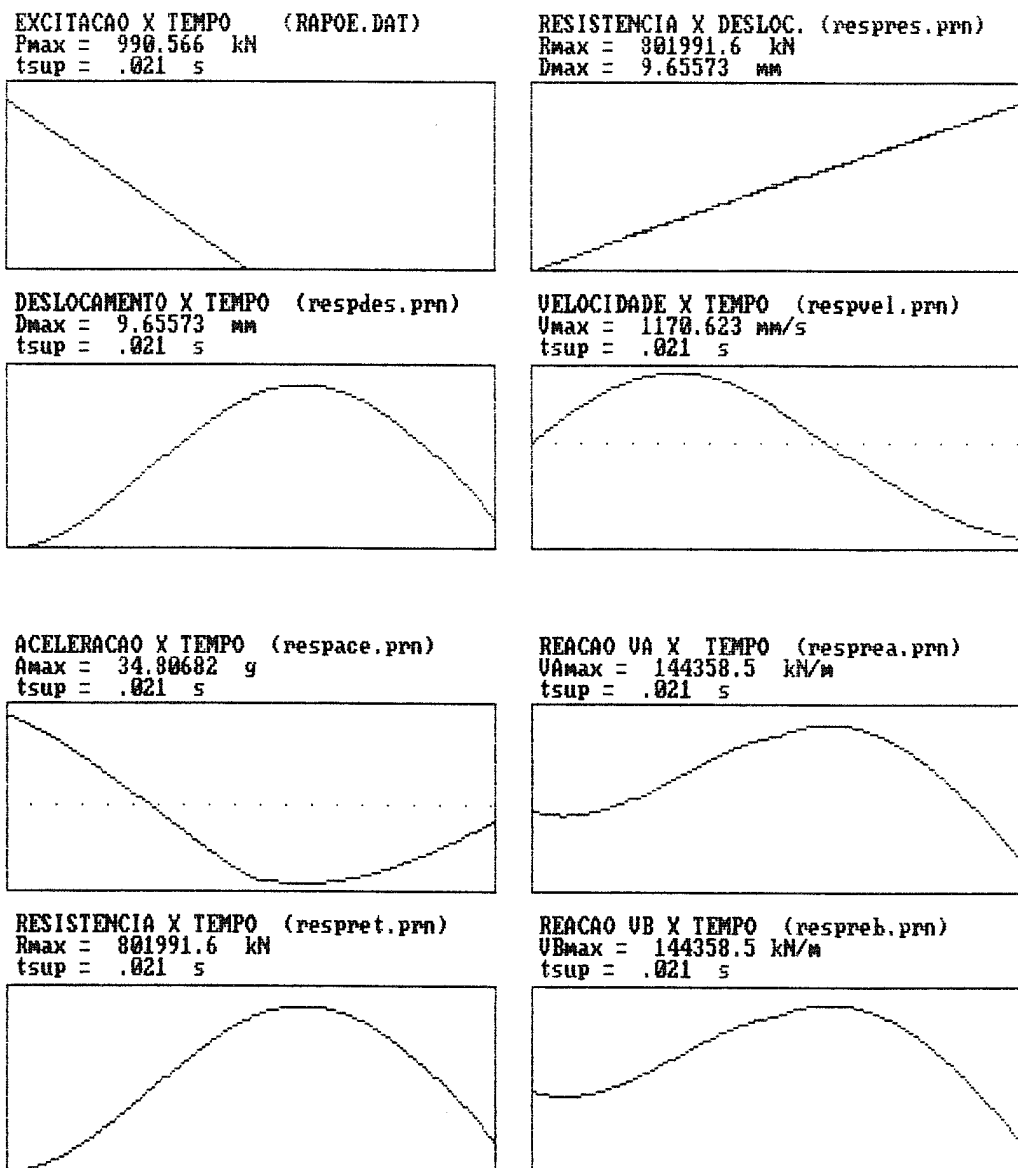 EXCITACAO X TEMPO (RAPOE.DAT)
Pmax = 990.566 kN
tsup = .021 s
RESISTENCIA X DESLOC. (respres.prn)
Rmax = 801991.6 kN
Dmax = 9.65573 mm
DESLOCAMENTO X TEMPO (respdes.prn)
Dmax = 9.65573 mm
tsup = .021 s
VELOCIDADE X TEMPO (respvel.prn)
Vmax = 1170.623 mm/s
tsup = .021 s
ACELERACAO X TEMPO (respace.prn)
Amax = 34.80682 g
tsup = .021 s
REACAO VA X TEMPO (resprea.prn)
VAmax = 144358.5 kN/m
tsup = .021 s
RESISTENCIA X TEMPO (respret.prn)
Rmax = 801991.6 kN
tsup = .021 s
REACAO VB X TEMPO (respreb.prn)
VBmax = 144358.5 kN/m
tsup = .021 s